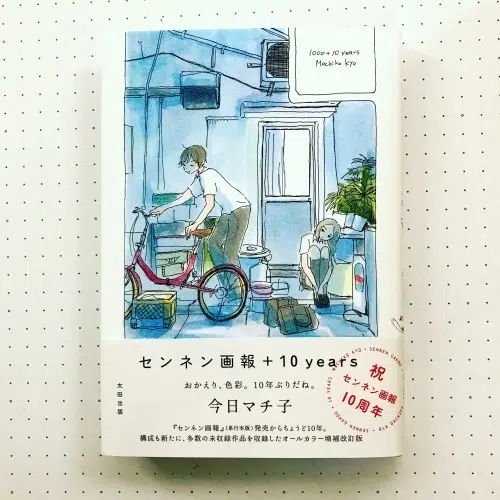 1000+10 years
Machiko Kyo
センネン画報 +10 years
おかえり、色彩。10年ぶりだね。
今日マチ子
『センネン画報』(単行本版)発売からちょうど10年。
構成も新たに、多数の未収録作品を収録したオールカラー増補改訂版
太田出版
祝
センネン画報
10周年